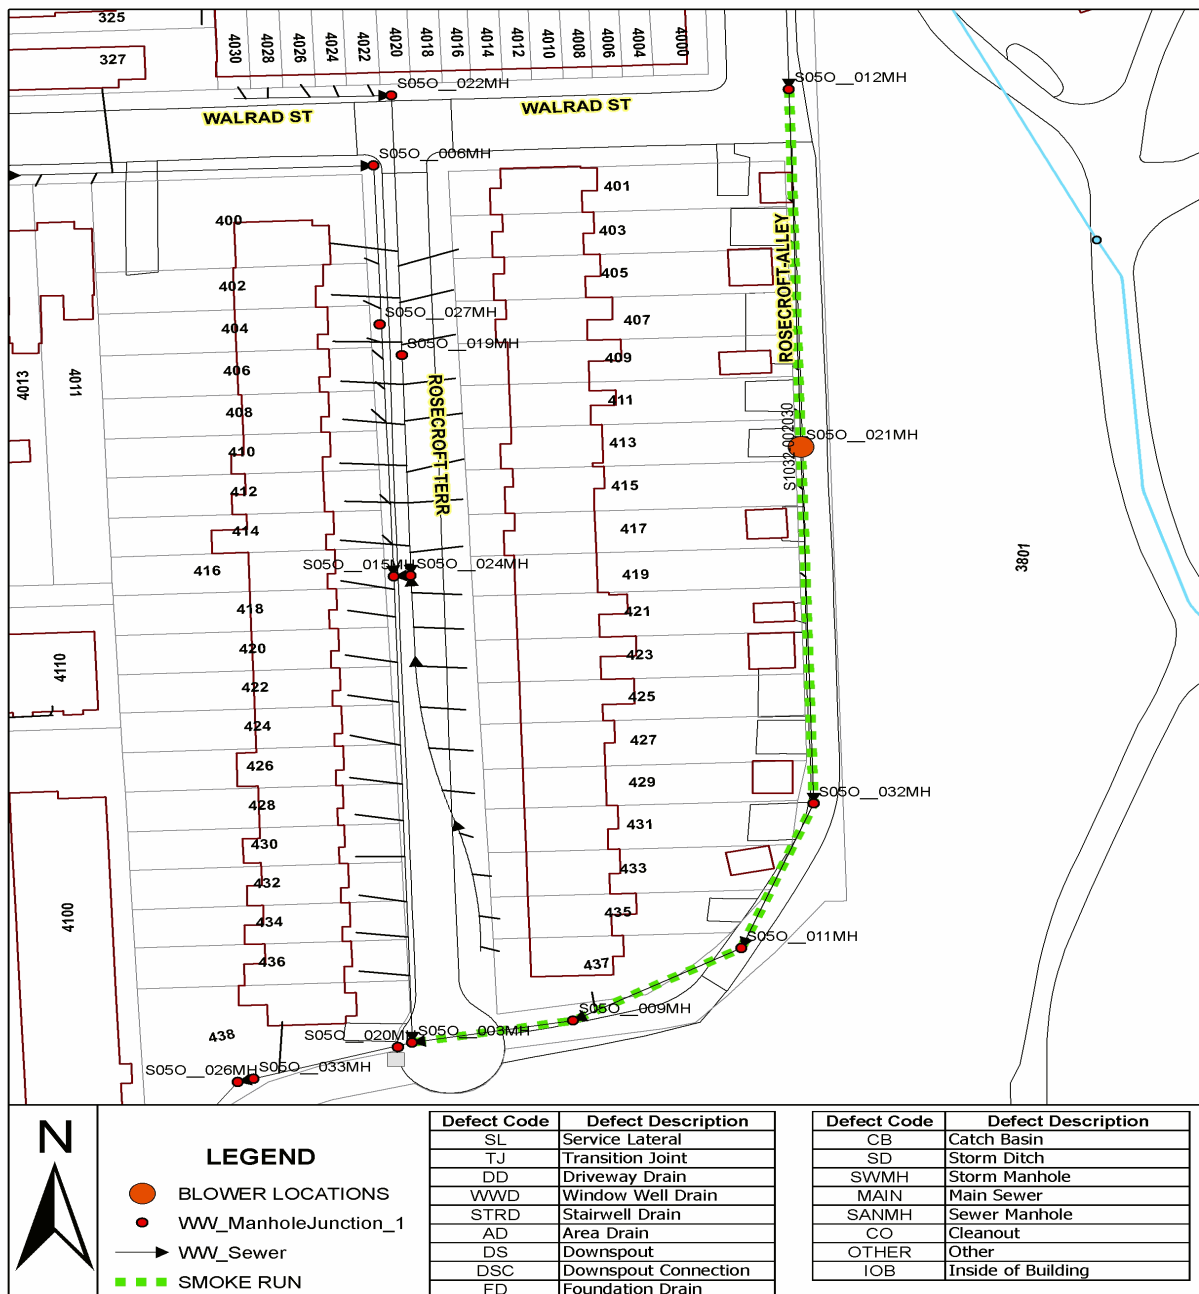 325
327
4030 4028 4026 4024 4022 4020 4018 4016 4014 4012 4010 4008 4006 4004 4000
S05O__012MH
S05O__022MH
WALRAD ST
WALRAD ST
S05O__006MH
400
402
404
406
408
410
412
414
416
418
420
422
424
426
428
430
432
434
436
438
401
403
405
407
409
411
413
415
417
419
421
423
425
427
429
431
433
435
437
ROSECROFT-ALLEY
S05O__027MH
S05O__019MH
ROSECROFT-TERR
4013
4011
S05O__021MH
S1032-002030
S05O__015MH
S05O__024MH
3801
4110
4100
S05O__032MH
S05O__011MH
S05O__009MH
S05O__003MH
S05O__020MH
S05O__033MH
S05O__026MH
N
LEGEND
BLOWER LOCATIONS
WW_ManholeJunction_1
WW_Sewer
SMOKE RUN
Defect Code Defect Description
SL Service Lateral
TJ Transition Joint
DD Driveway Drain
WWD Window Well Drain
STRD Stairwell Drain
AD Area Drain
DS Downspout
DSC Downspout Connection
FD Foundation Drain
Defect Code Defect Description
CB Catch Basin
SD Storm Ditch
SWMH Storm Manhole
MAIN Main Sewer
SANMH Sewer Manhole
CO Cleanout
OTHER Other
IOB Inside of Building